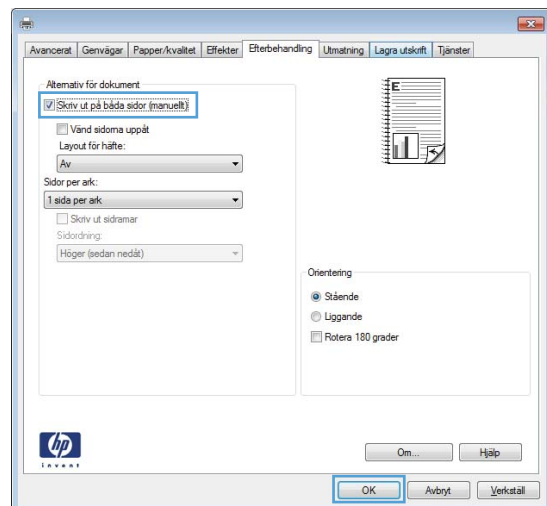 Avancerat Genvägar Papper/kvalitet Effekter Efterbehandling Utmatning Lagra utskrift Tjänster
Alternativ för dokument
Skriv ut på båda sidor (manuellt)
Vänd sidorna uppåt
Layout för häfte:
Av
Sidor per ark:
1 sida per ark
Skriv ut sidramar
Sidordning:
Höger (sedan nedåt)
E
Orientering
Stående
Liggande
Rotera 180 grader
hp
invent
Om... Hjälp
OK Avbryt Verkställ